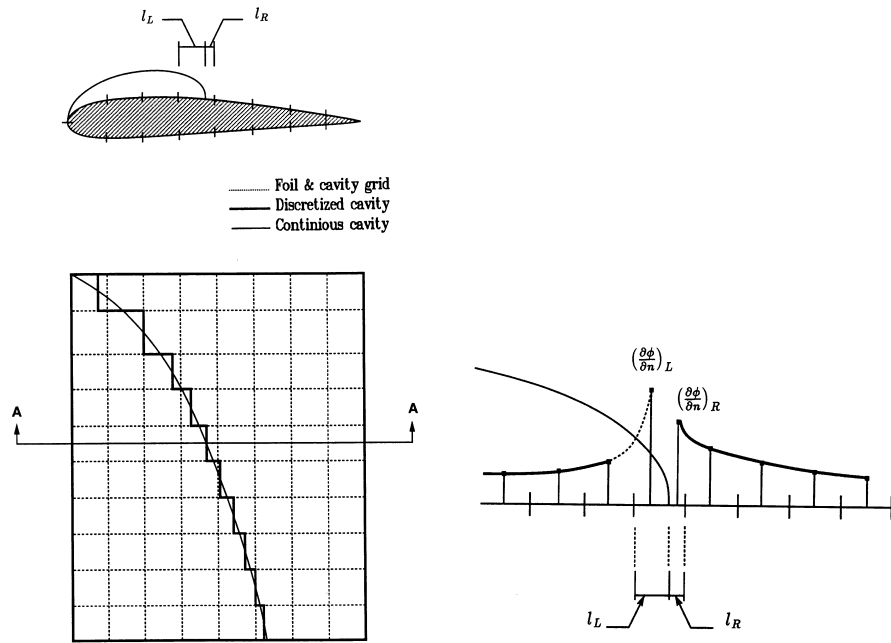 l_L l_R
Foil & cavity grid
Discretized cavity
Continious cavity
A A
(∂ϕ/∂n)_L
(∂ϕ/∂n)_R
l_L l_R